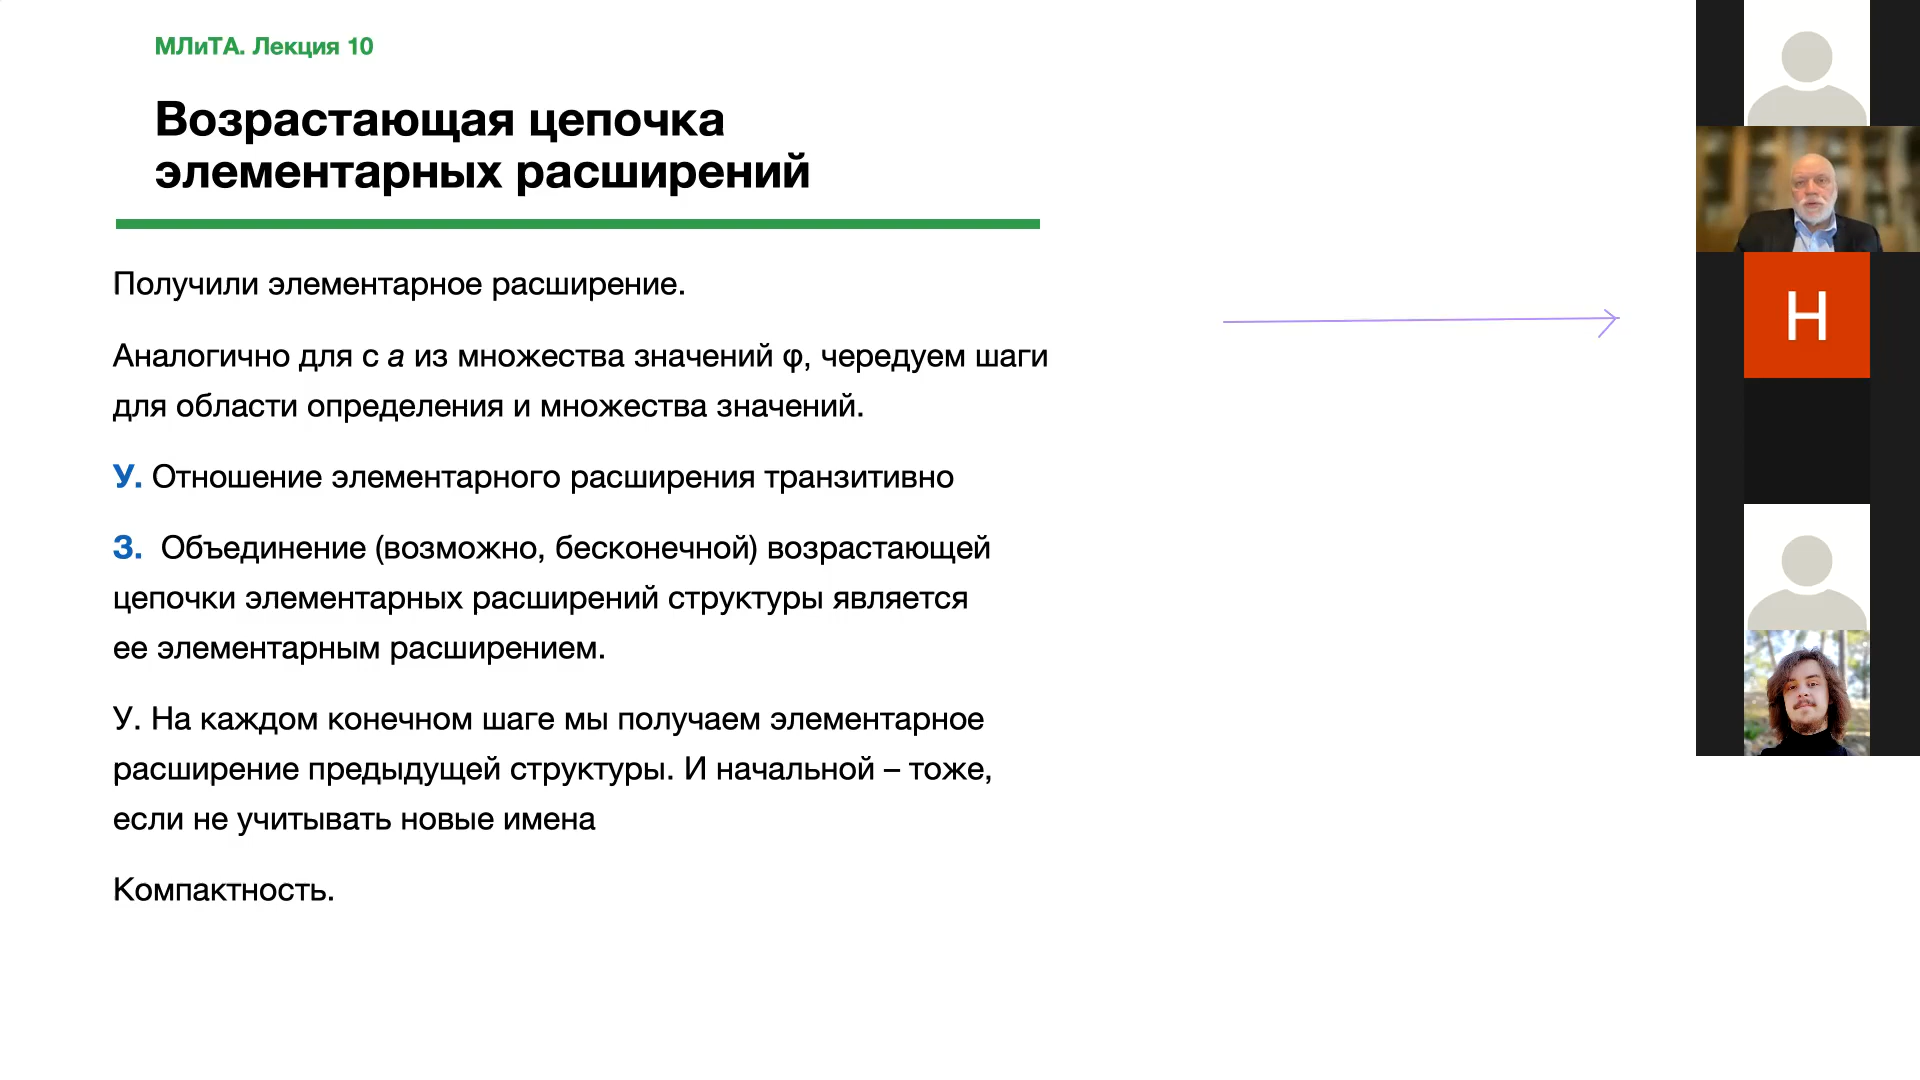 МЛиТА. Лекция 10
Возрастающая цепочка
элементарных расширений
Получили элементарное расширение.
Аналогично для с a из множества значений φ, чередуем шаги
для области определения и множества значений.
У. Отношение элементарного расширения транзитивно
З. Объединение (возможно, бесконечной) возрастающей
цепочки элементарных расширений структуры является
ее элементарным расширением.
У. На каждом конечном шаге мы получаем элементарное
расширение предыдущей структуры. И начальной – тоже,
если не учитывать новые имена
Компактность.
Н